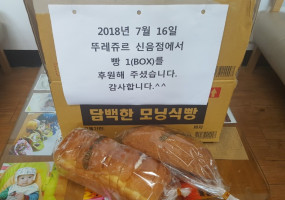 2018년 7월 16일
뚜레쥬르 신음점에서
빵 1(BOX)를
후원해 주셨습니다.
감사합니다.^^
담백한 모닝식빵